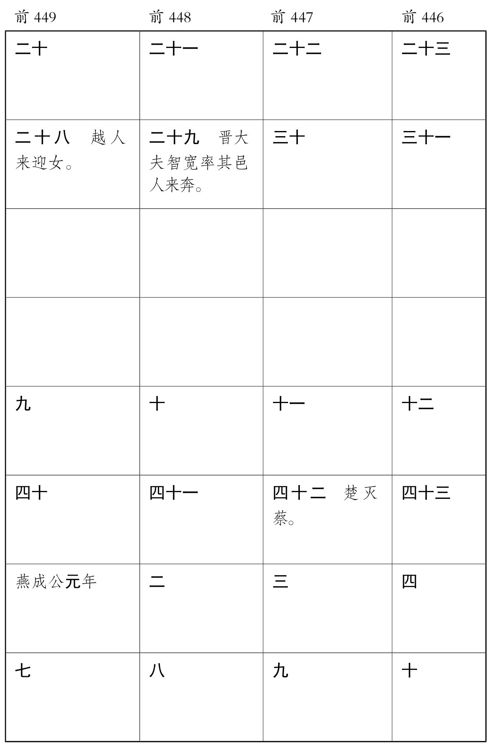 前 449 前 448 前 447 前 446
二十 二十一 二十二 二十三
二十八 越人 二十九 晋大 三十 三十一
来迎女。 夫智宽率其邑
人来奔。
九 十 十一 十二
四十 四十一 四十二 楚灭 四十三
蔡。
燕成公元年 二 三 四
七 八 九 十